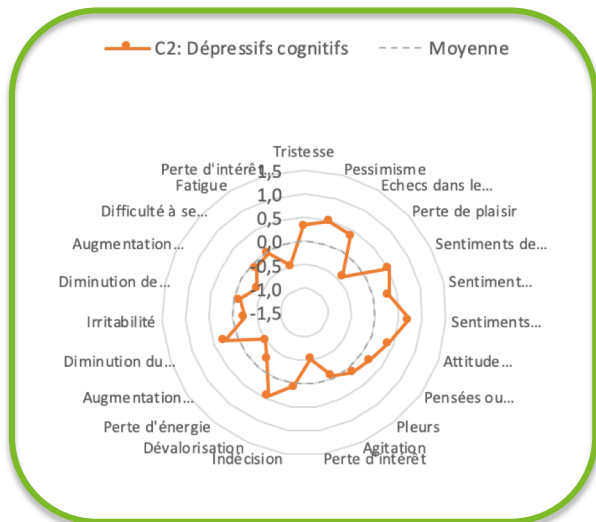 C2: Dépressifs cognitifs
Moyenne
Tristesse
Pessimisme
Echecs dans le…
Perte de plaisir
Sentiments de…
Sentiment…
Sentiments…
Attitude…
Pensées ou…
Pleurs
Agitation
Perte d'intérêt
Indécision
Dévalorisation
Perte d'énergie
Augmentation…
Diminution du…
Irritabilité
Diminution de…
Augmentation…
Difficulté à se…
Fatigue
Perte d'intérêt
1,5
1,0
0,5
0,0
-0,5
-1,0
-1,5